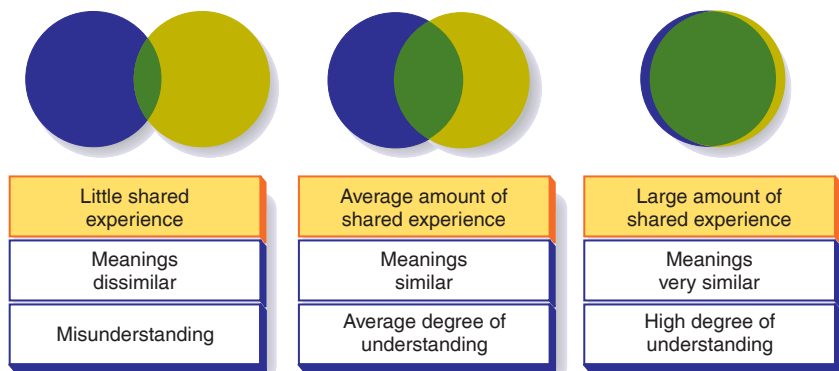 Little shared
experience
Meanings
dissimilar
Misunderstanding
Average amount of
shared experience
Meanings
similar
Average degree of
understanding
Large amount of
shared experience
Meanings
very similar
High degree of
understanding